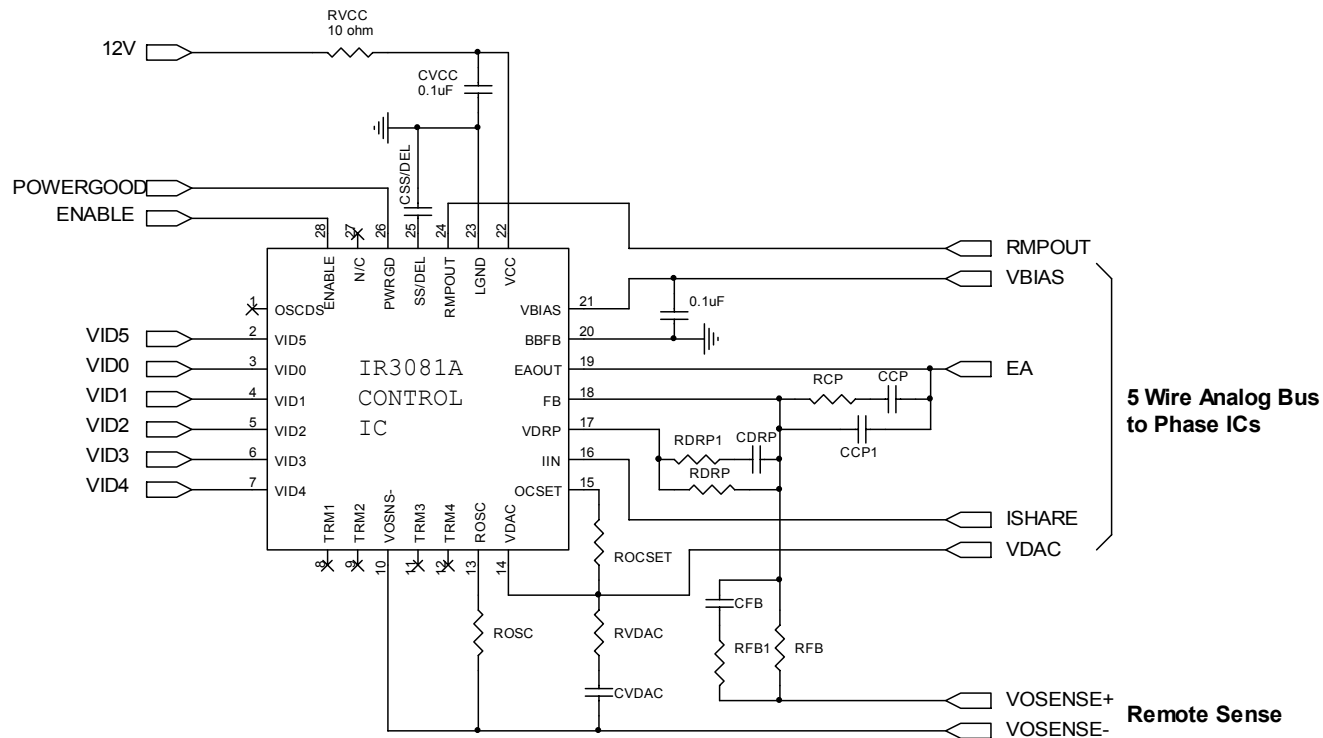 RVCC
10 ohm
12V
CVCC
0.1uF
CSS/DEL
POWERGOOD
ENABLE
28
27
26
25
24
23
22
ENABLE
N/C
PWRGD
SS/DEL
RMPOUT
LGND
VCC
RMPOUT
VBIAS
0.1uF
1
OSCDS
VBIAS
21
VID5
2
VID5
BBFB
20
VID0
3
VID0
IR3081A
EAOUT
19
EA
VID1
4
VID1
CONTROL
FB
18
RCP
CCP
5 Wire Analog Bus
to Phase ICs
VID2
5
VID2
IC
VDRP
17
CCP1
RDRP1
CDRP
VID3
6
VID3
IIN
16
RDRP
VID4
7
VID4
OCSET
15
ISHARE
VDAC
TRM1
TRM2
VOSNS-
TRM3
TRM4
ROSC
VDAC
8
9
10
11
12
13
14
ROCSET
CFB
ROSC
RVDAC
RFB1
RFB
CVDAC
VOSENSE+
VOSENSE-
Remote Sense